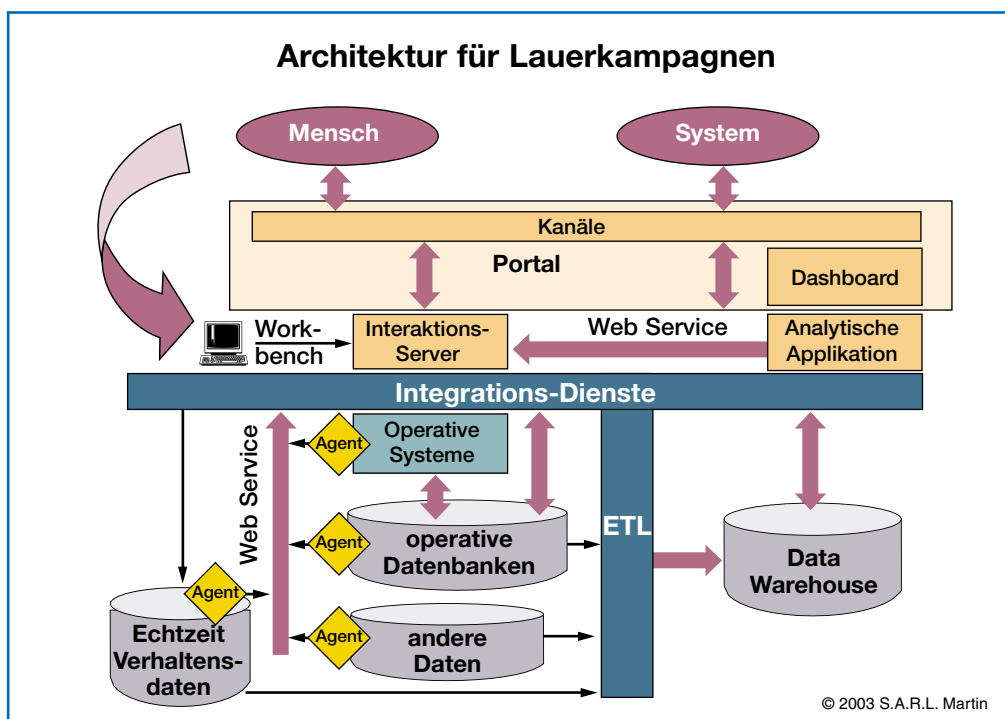 Architektur für Lauerkampagnen
Mensch
System
Kanäle
Portal
Dashboard
Work-
bench
Interaktions-
Server
Web Service
Analytische
Applikation
Integrations-Dienste
Web Service
Agent
Operative
Systeme
Agent
operative
Datenbanken
ETL
Data
Warehouse
Agent
Echtzeit
Verhaltens-
daten
Agent
andere
Daten
© 2003 S.A.R.L. Martin